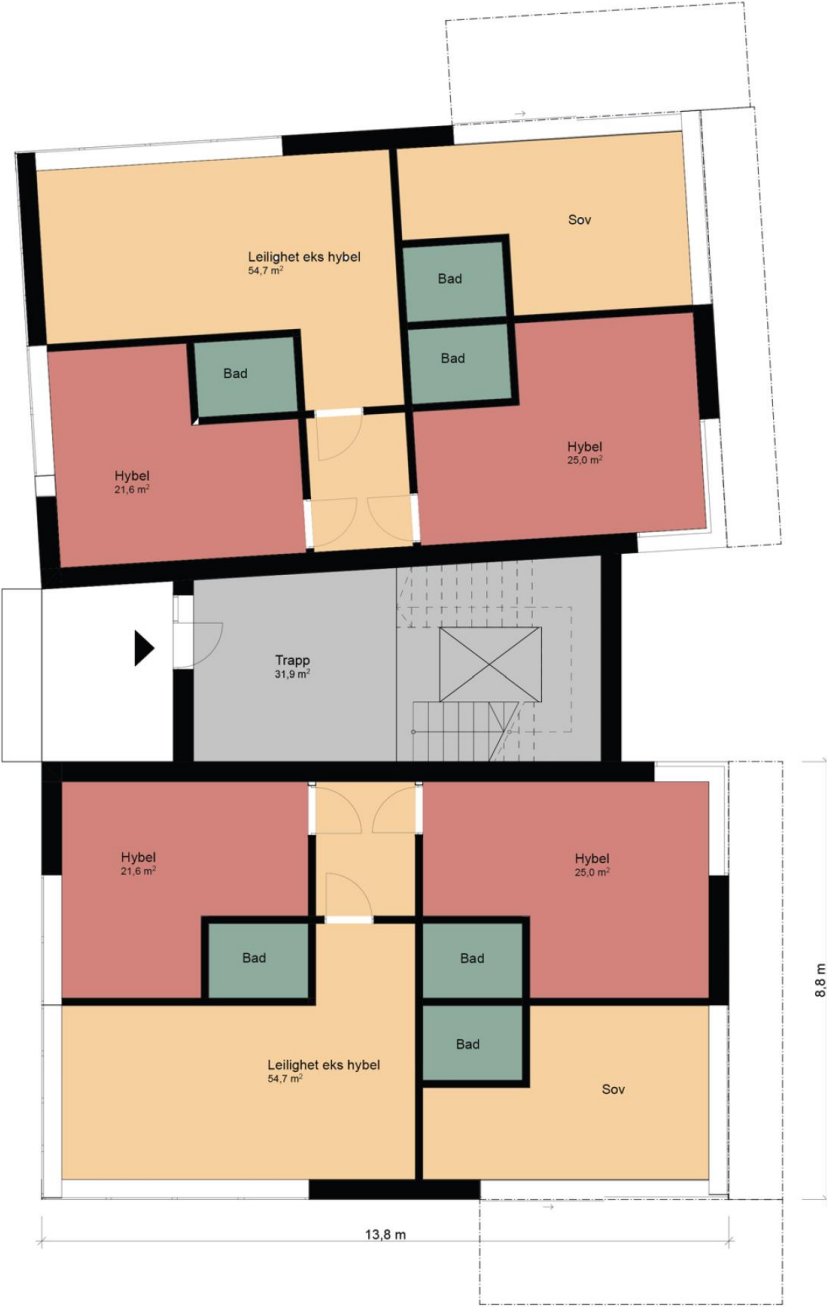 Sov
Leilighet eks hybel
54,7 m²
Bad
Bad
Bad
Hybel
25,0 m²
Hybel
21,6 m²
Trapp
31,9 m²
Hybel
21,6 m²
Hybel
25,0 m²
Bad
Bad
8,8 m
Bad
Leilighet eks hybel
54,7 m²
Sov
13,8 m